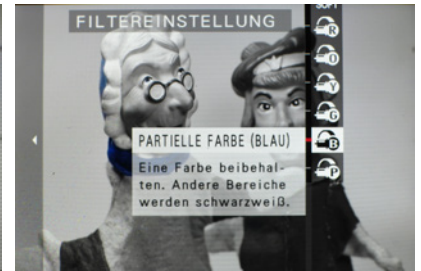 FILTEREINSTELLUNG
SOFT
R
O
Y
G
PARTIELLE FARBE (BLAU)
B
Eine Farbe beibehal-
ten. Andere Bereiche
werden schwarzweiß.
P